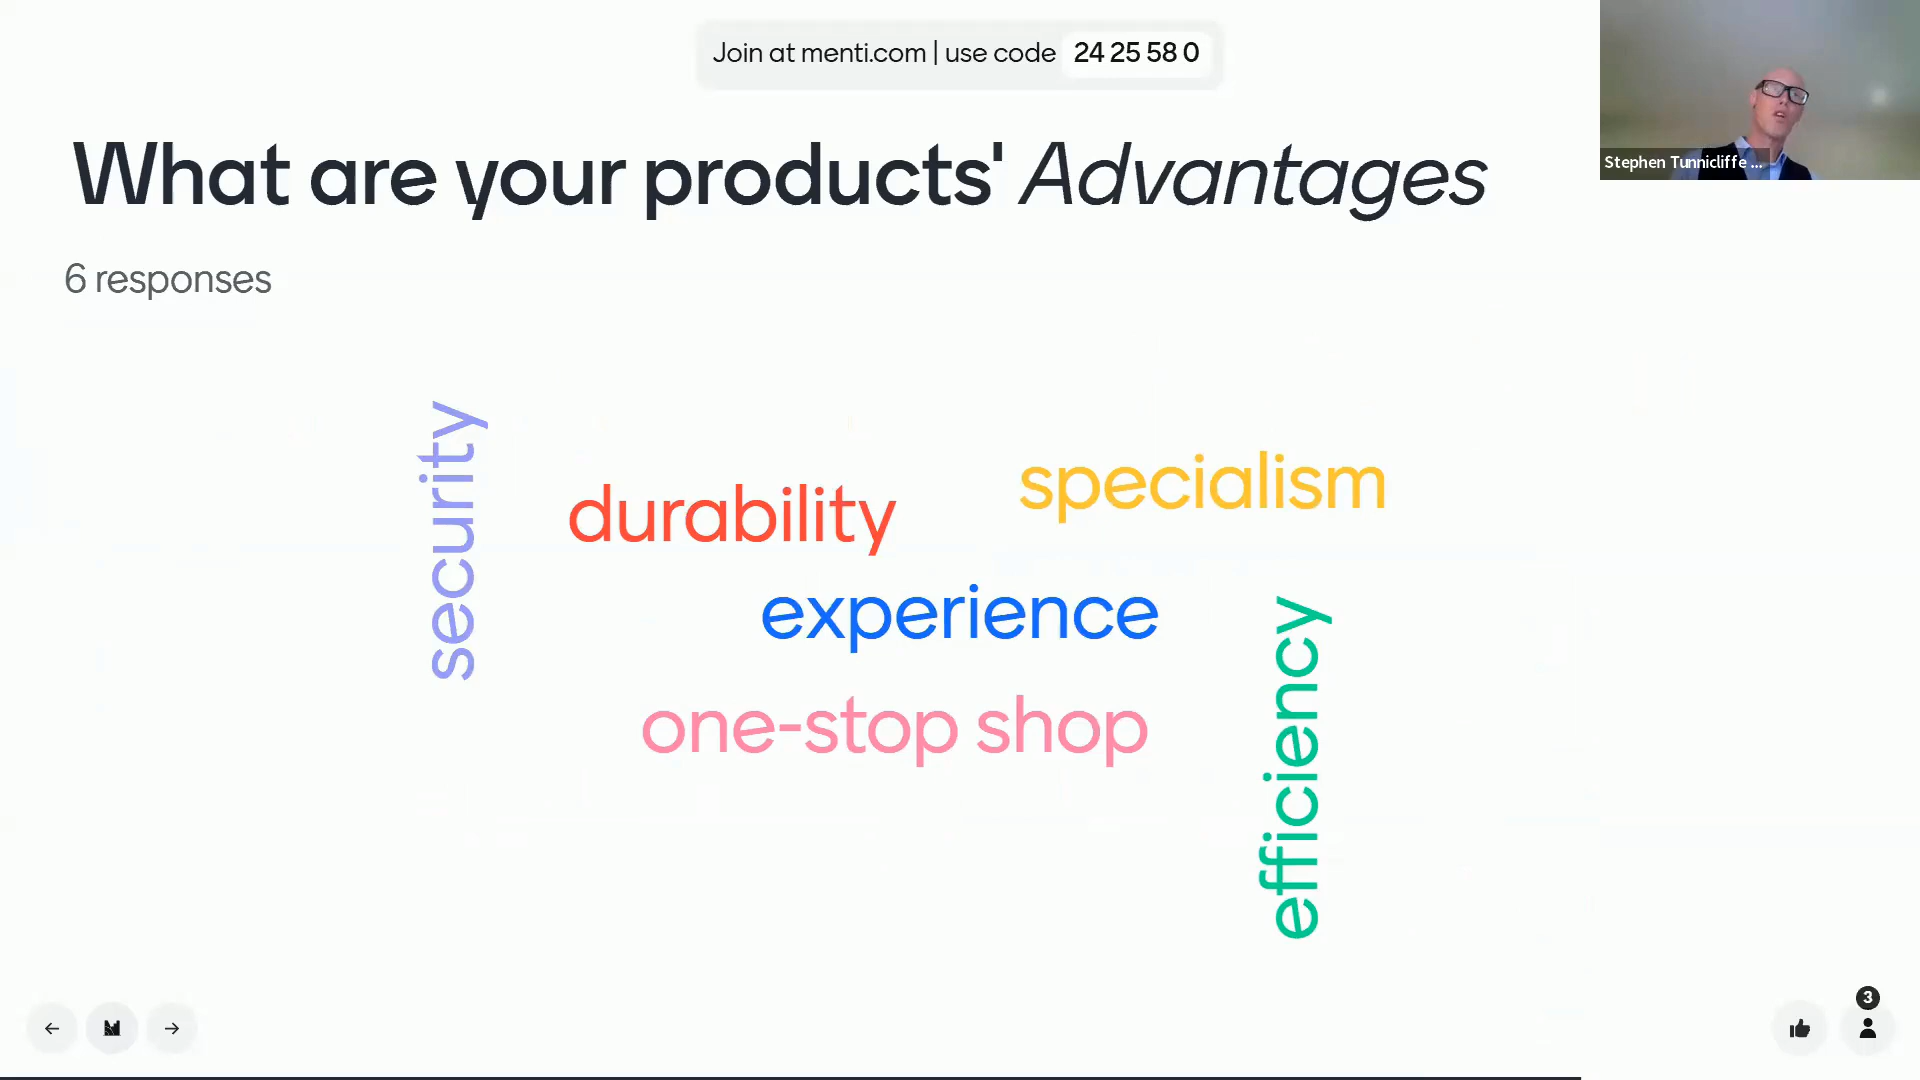 Join at menti.com | use code 24 25 58 0
Stephen Tunnicliffe ...
What are your products' Advantages
6 responses
security
durability
specialism
experience
one-stop shop
efficiency
3